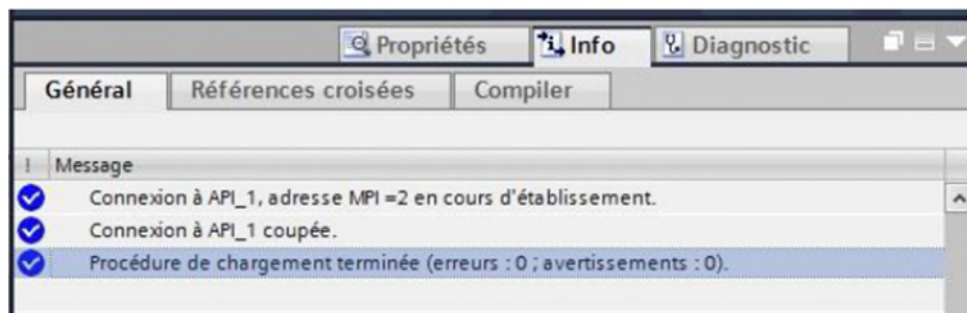 Propriétés Info Diagnostic
Général Références croisées Compiler
! Message
Connexion à API_1, adresse MPI =2 en cours d'établissement.
Connexion à API_1 coupée.
Procédure de chargement terminée (erreurs : 0 ; avertissements : 0).